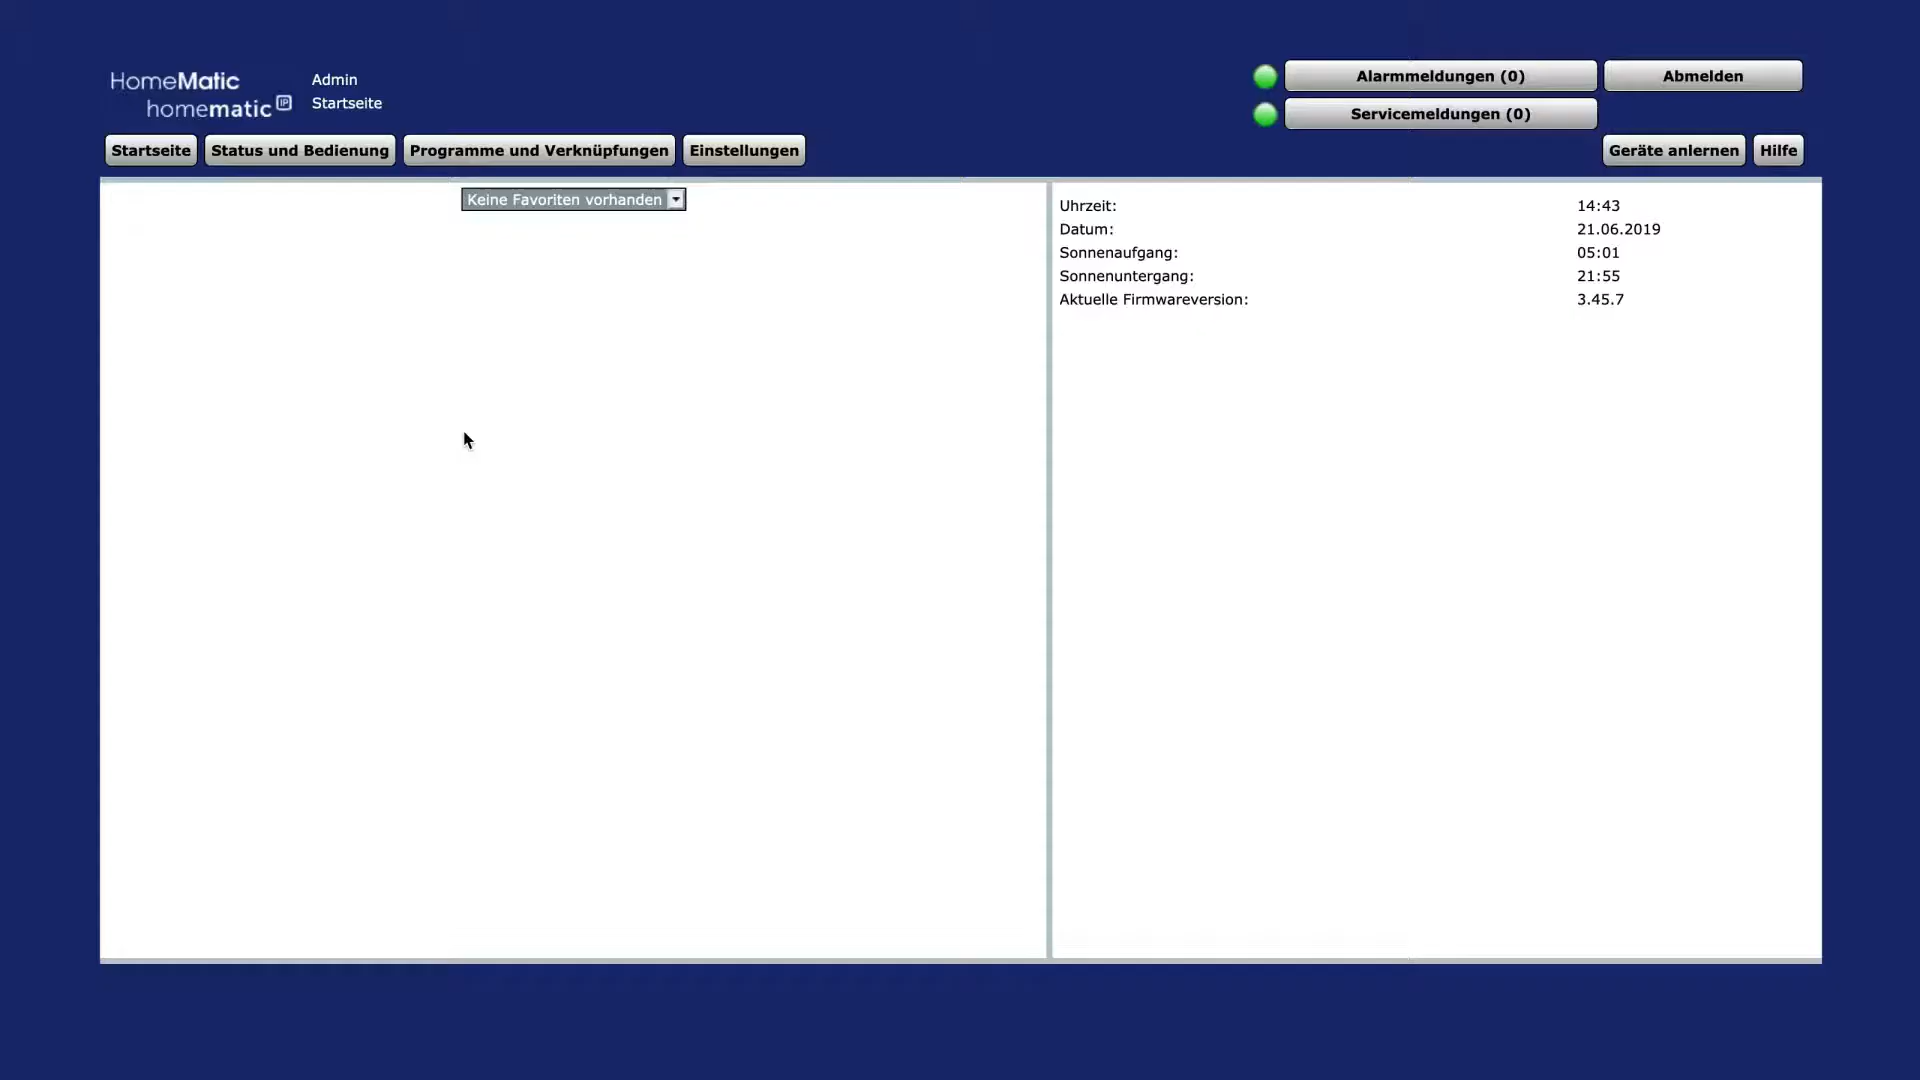 HomeMatic
homematic IP
Admin
Startseite
Alarmmeldungen (0)
Abmelden
Servicemeldungen (0)
Startseite
Status und Bedienung
Programme und Verknüpfungen
Einstellungen
Geräte anlernen
Hilfe
Keine Favoriten vorhanden
Uhrzeit: 14:43
Datum: 21.06.2019
Sonnenaufgang: 05:01
Sonnenuntergang: 21:55
Aktuelle Firmwareversion: 3.45.7